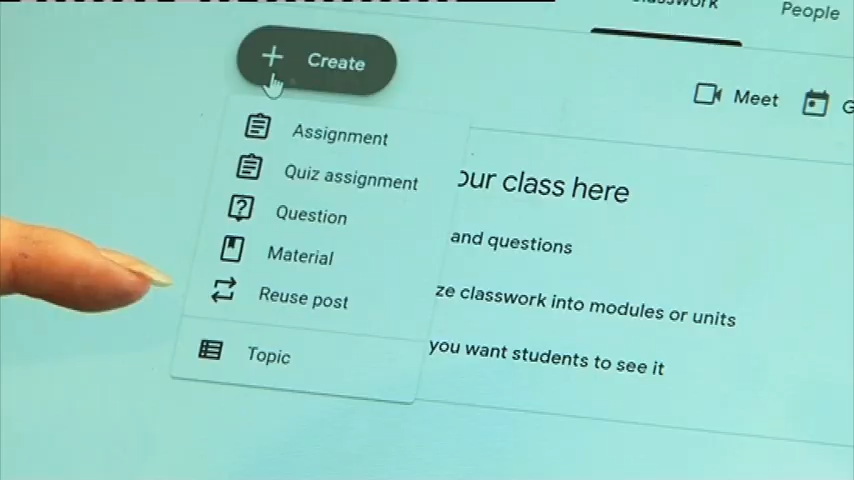 People
Create
Meet
Assignment
Quiz assignment
Question
Material
Reuse post
Topic
our class here
and questions
ze classwork into modules or units
you want students to see it